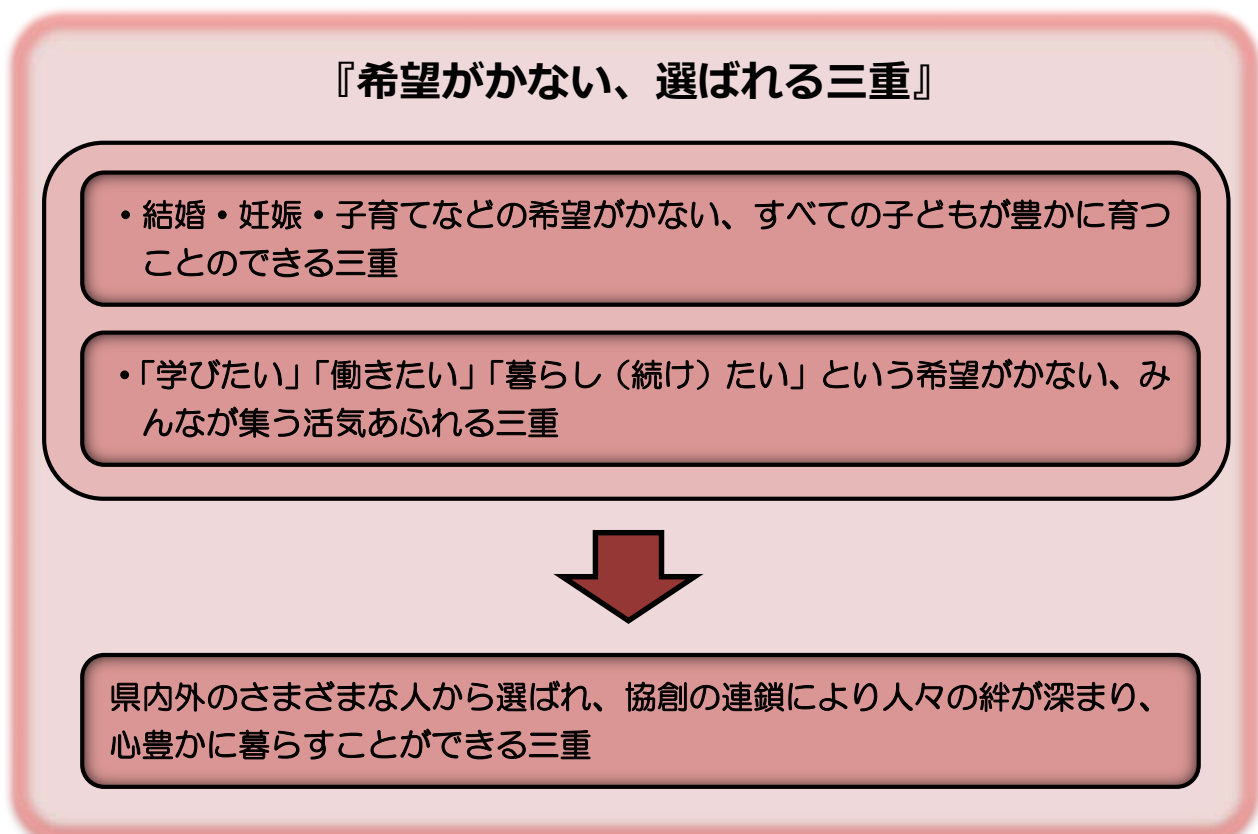 『希望がかない、選ばれる三重』
・結婚・妊娠・子育てなどの希望がかない、すべての子どもが豊かに育つ
ことのできる三重
・「学びたい」「働きたい」「暮らし（続け）たい」という希望がかない、み
んなが集う活気あふれる三重
県内外のさまざまな人から選ばれ、協創の連鎖により人々の絆が深まり、
心豊かに暮らすことができる三重